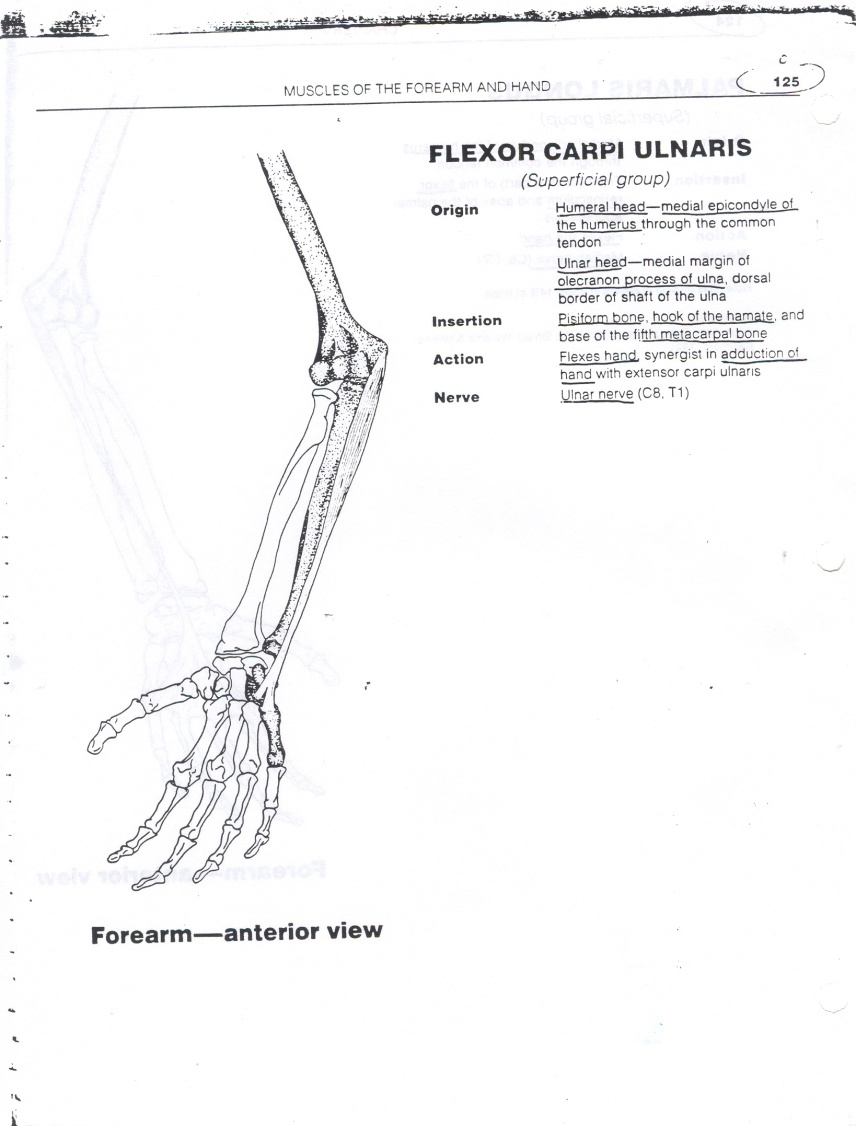 C
MUSCLES OF THE FOREARM AND HAND
125
FLEXOR CARPI ULNARIS
(Superficial group)
Origin Humeral head—medial epicondyle of
the humerus through the common
tendon
Ulnar head—medial margin of
olecranon process of ulna, dorsal
border of shaft of the ulna
Insertion Pisiform bone, hook of the hamate, and
base of the fifth metacarpal bone
Action Flexes hand, synergist in adduction of
hand with extensor carpi ulnaris
Nerve Ulnar nerve (C8, T1)
Forearm—anterior view